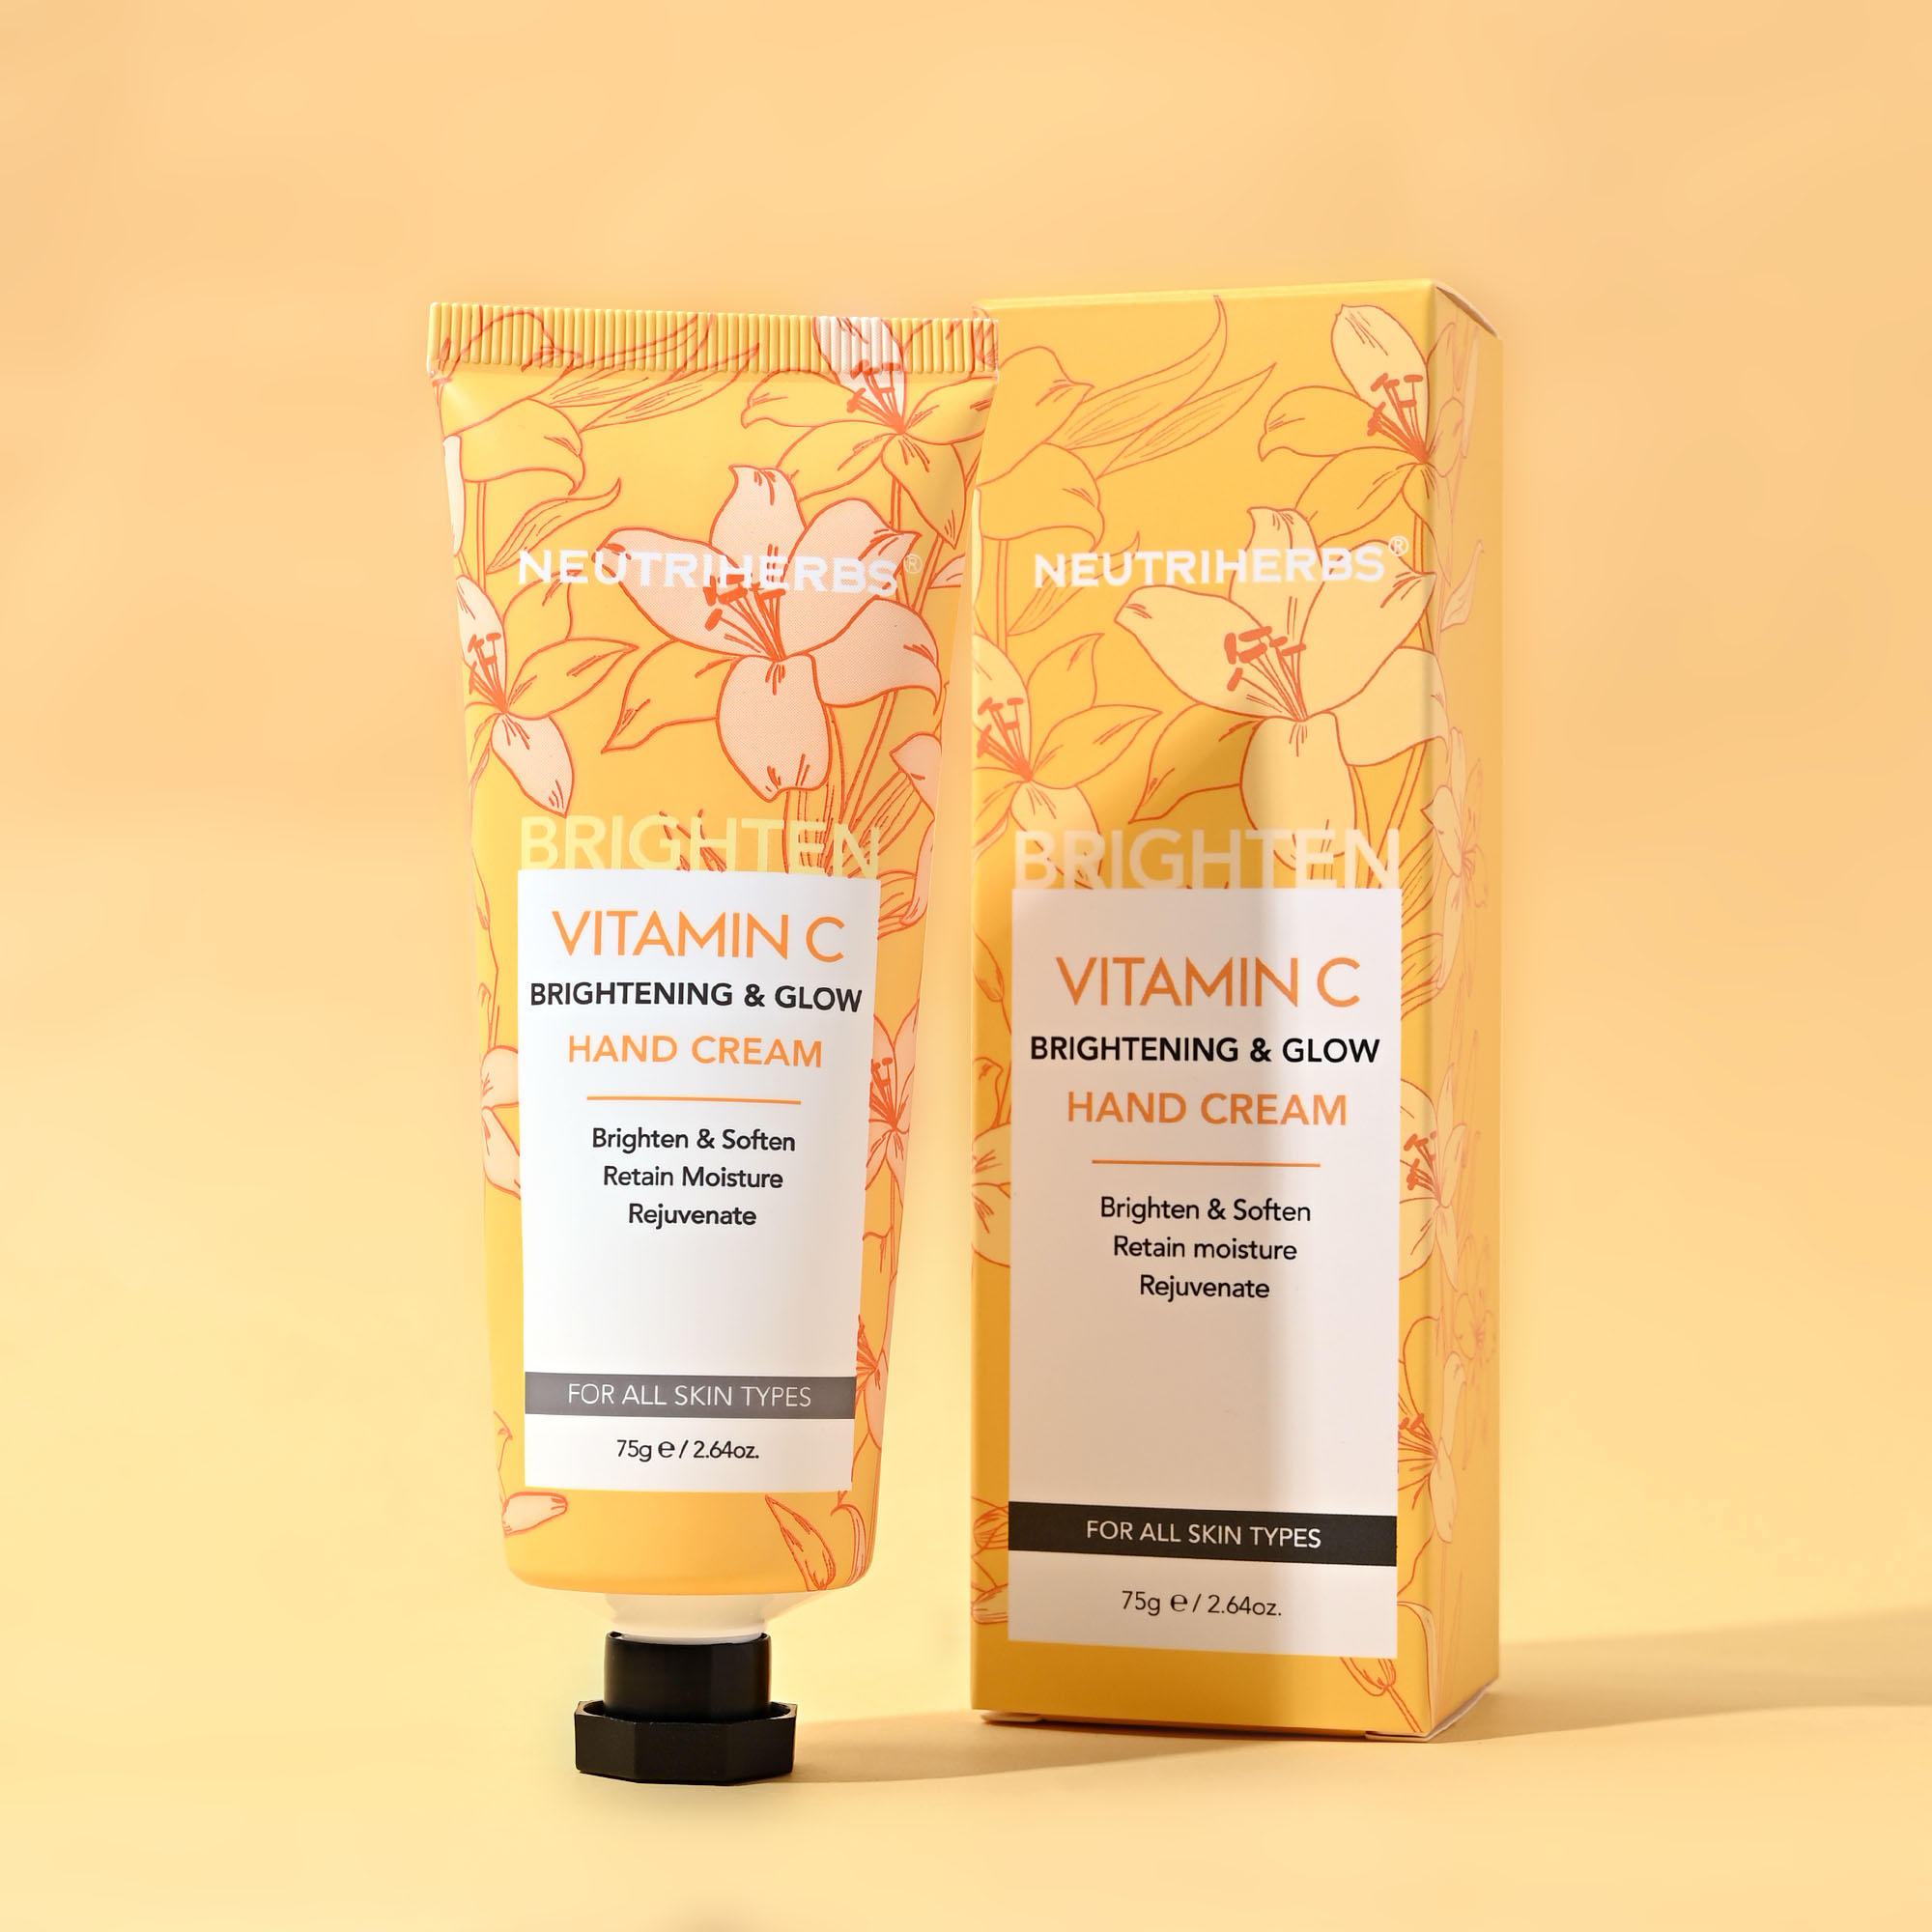 NEUTRIHERBS®
BRIGHTEN
VITAMIN C
BRIGHTENING & GLOW
HAND CREAM
Brighten & Soften
Retain Moisture
Rejuvenate
FOR ALL SKIN TYPES
75g ℮ / 2.64oz.
NEUTRIHERBS®
BRIGHTEN
VITAMIN C
BRIGHTENING & GLOW
HAND CREAM
Brighten & Soften
Retain moisture
Rejuvenate
FOR ALL SKIN TYPES
75g ℮ / 2.64oz.